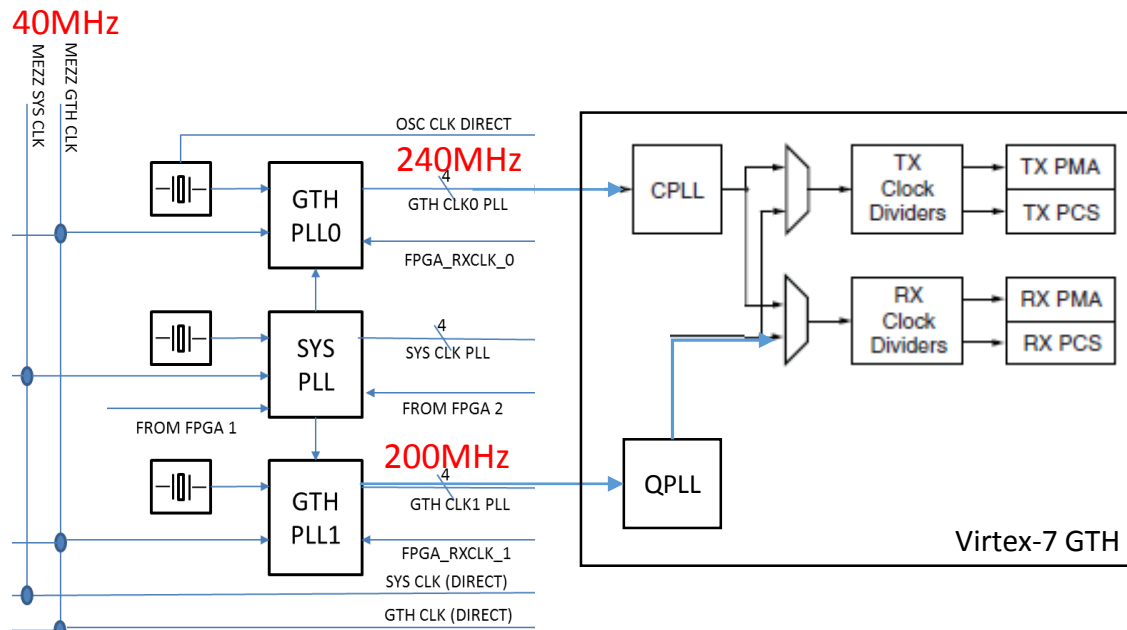 40MHz
MEZZ SYS CLK
MEZZ GTH CLK
OSC CLK DIRECT
240MHz
4
GTH CLK0 PLL
GTH
PLL0
FPGA_RXCLK_0
SYS
PLL
4
SYS CLK PLL
FROM FPGA 1
FROM FPGA 2
200MHz
4
GTH CLK1 PLL
GTH
PLL1
FPGA_RXCLK_1
SYS CLK (DIRECT)
GTH CLK (DIRECT)
CPLL
TX
Clock
Dividers
TX PMA
TX PCS
RX
Clock
Dividers
RX PMA
RX PCS
QPLL
Virtex-7 GTH